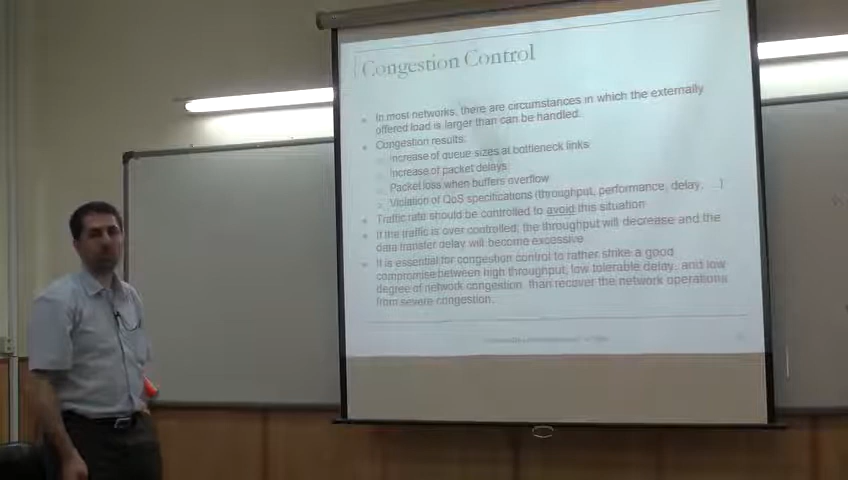 Congestion Control
In most networks, there are circumstances in which the externally
offered load is larger than can be handled.
Congestion results:
Increase of queue sizes at bottleneck links
Increase of packet delays
Packet loss when buffers overflow
Violation of QoS specifications (throughput, performance, delay, ...)
Traffic rate should be controlled to avoid this situation
If the traffic is over controlled, the throughput will decrease and the
data transfer delay will become excessive
It is essential for congestion control to rather strike a good
compromise between high throughput, low tolerable delay, and low
degree of network congestion, than recover the network operations
from severe congestion.